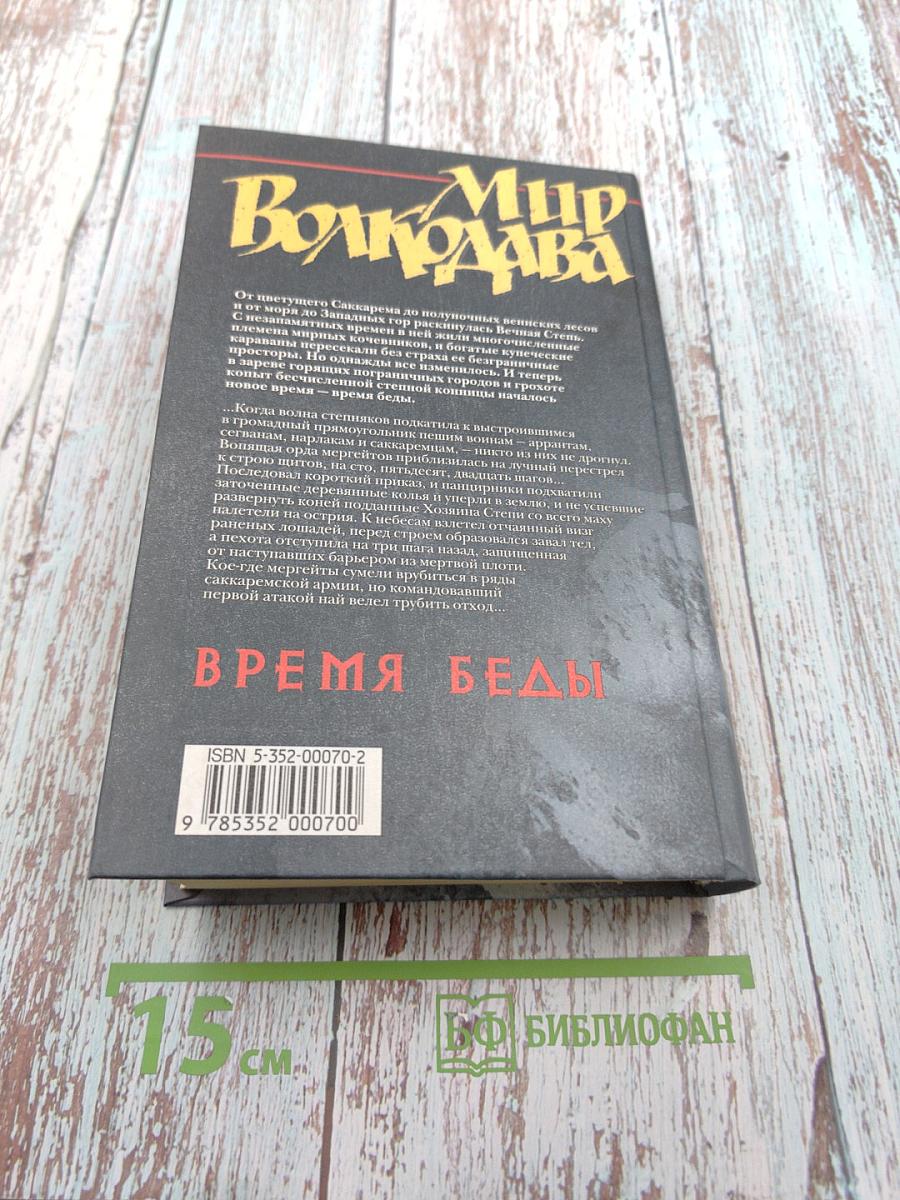 Мир
Волкодава
От цветущего Саккарема до полуночных веннских лесов
и от моря до Западных гор раскинулась Вечная Степь.
С незапамятных времен в ней жили многочисленные
племена мирных кочевников, и богатые купеческие
караваны пересекали без страха ее безграничные
просторы. Но однажды все изменилось. И теперь
в зареве горящих пограничных городов и грохоте
копыт бесчисленной степной конницы началось
новое время — время беды.
...Когда волна степняков подкатила к выстроившимся
в громадный прямоугольник пешим воинам — аррантам,
сегванам, нарлакам и саккаремцам, — никто из них не дрогнул.
Вопящая орда мергейтов приблизилась на лучный перестрел
к строю щитов, на сто, пятьдесят, двадцать шагов...
Последовал короткий приказ, и панцирники подхватили
заточенные деревянные колья и уперли в землю, и не успевшие
развернуть коней подданные Хозяина Степи со всего маху
налетели на острия. К небесам взлетел отчаянный визг
раненых лошадей, перед строем образовался завал тел,
а пехота отступила на три шага назад, защищенная
от наступавших барьером из мертвой плоти.
Кое-где мергейты сумели врубиться в ряды
саккаремской армии, но командовавший
первой атакой най велел трубить отход...
ВРЕМЯ БЕДЫ
ISBN 5-352-00070-2
9 785352 000700
15 см
БФ БИБЛИОФАН